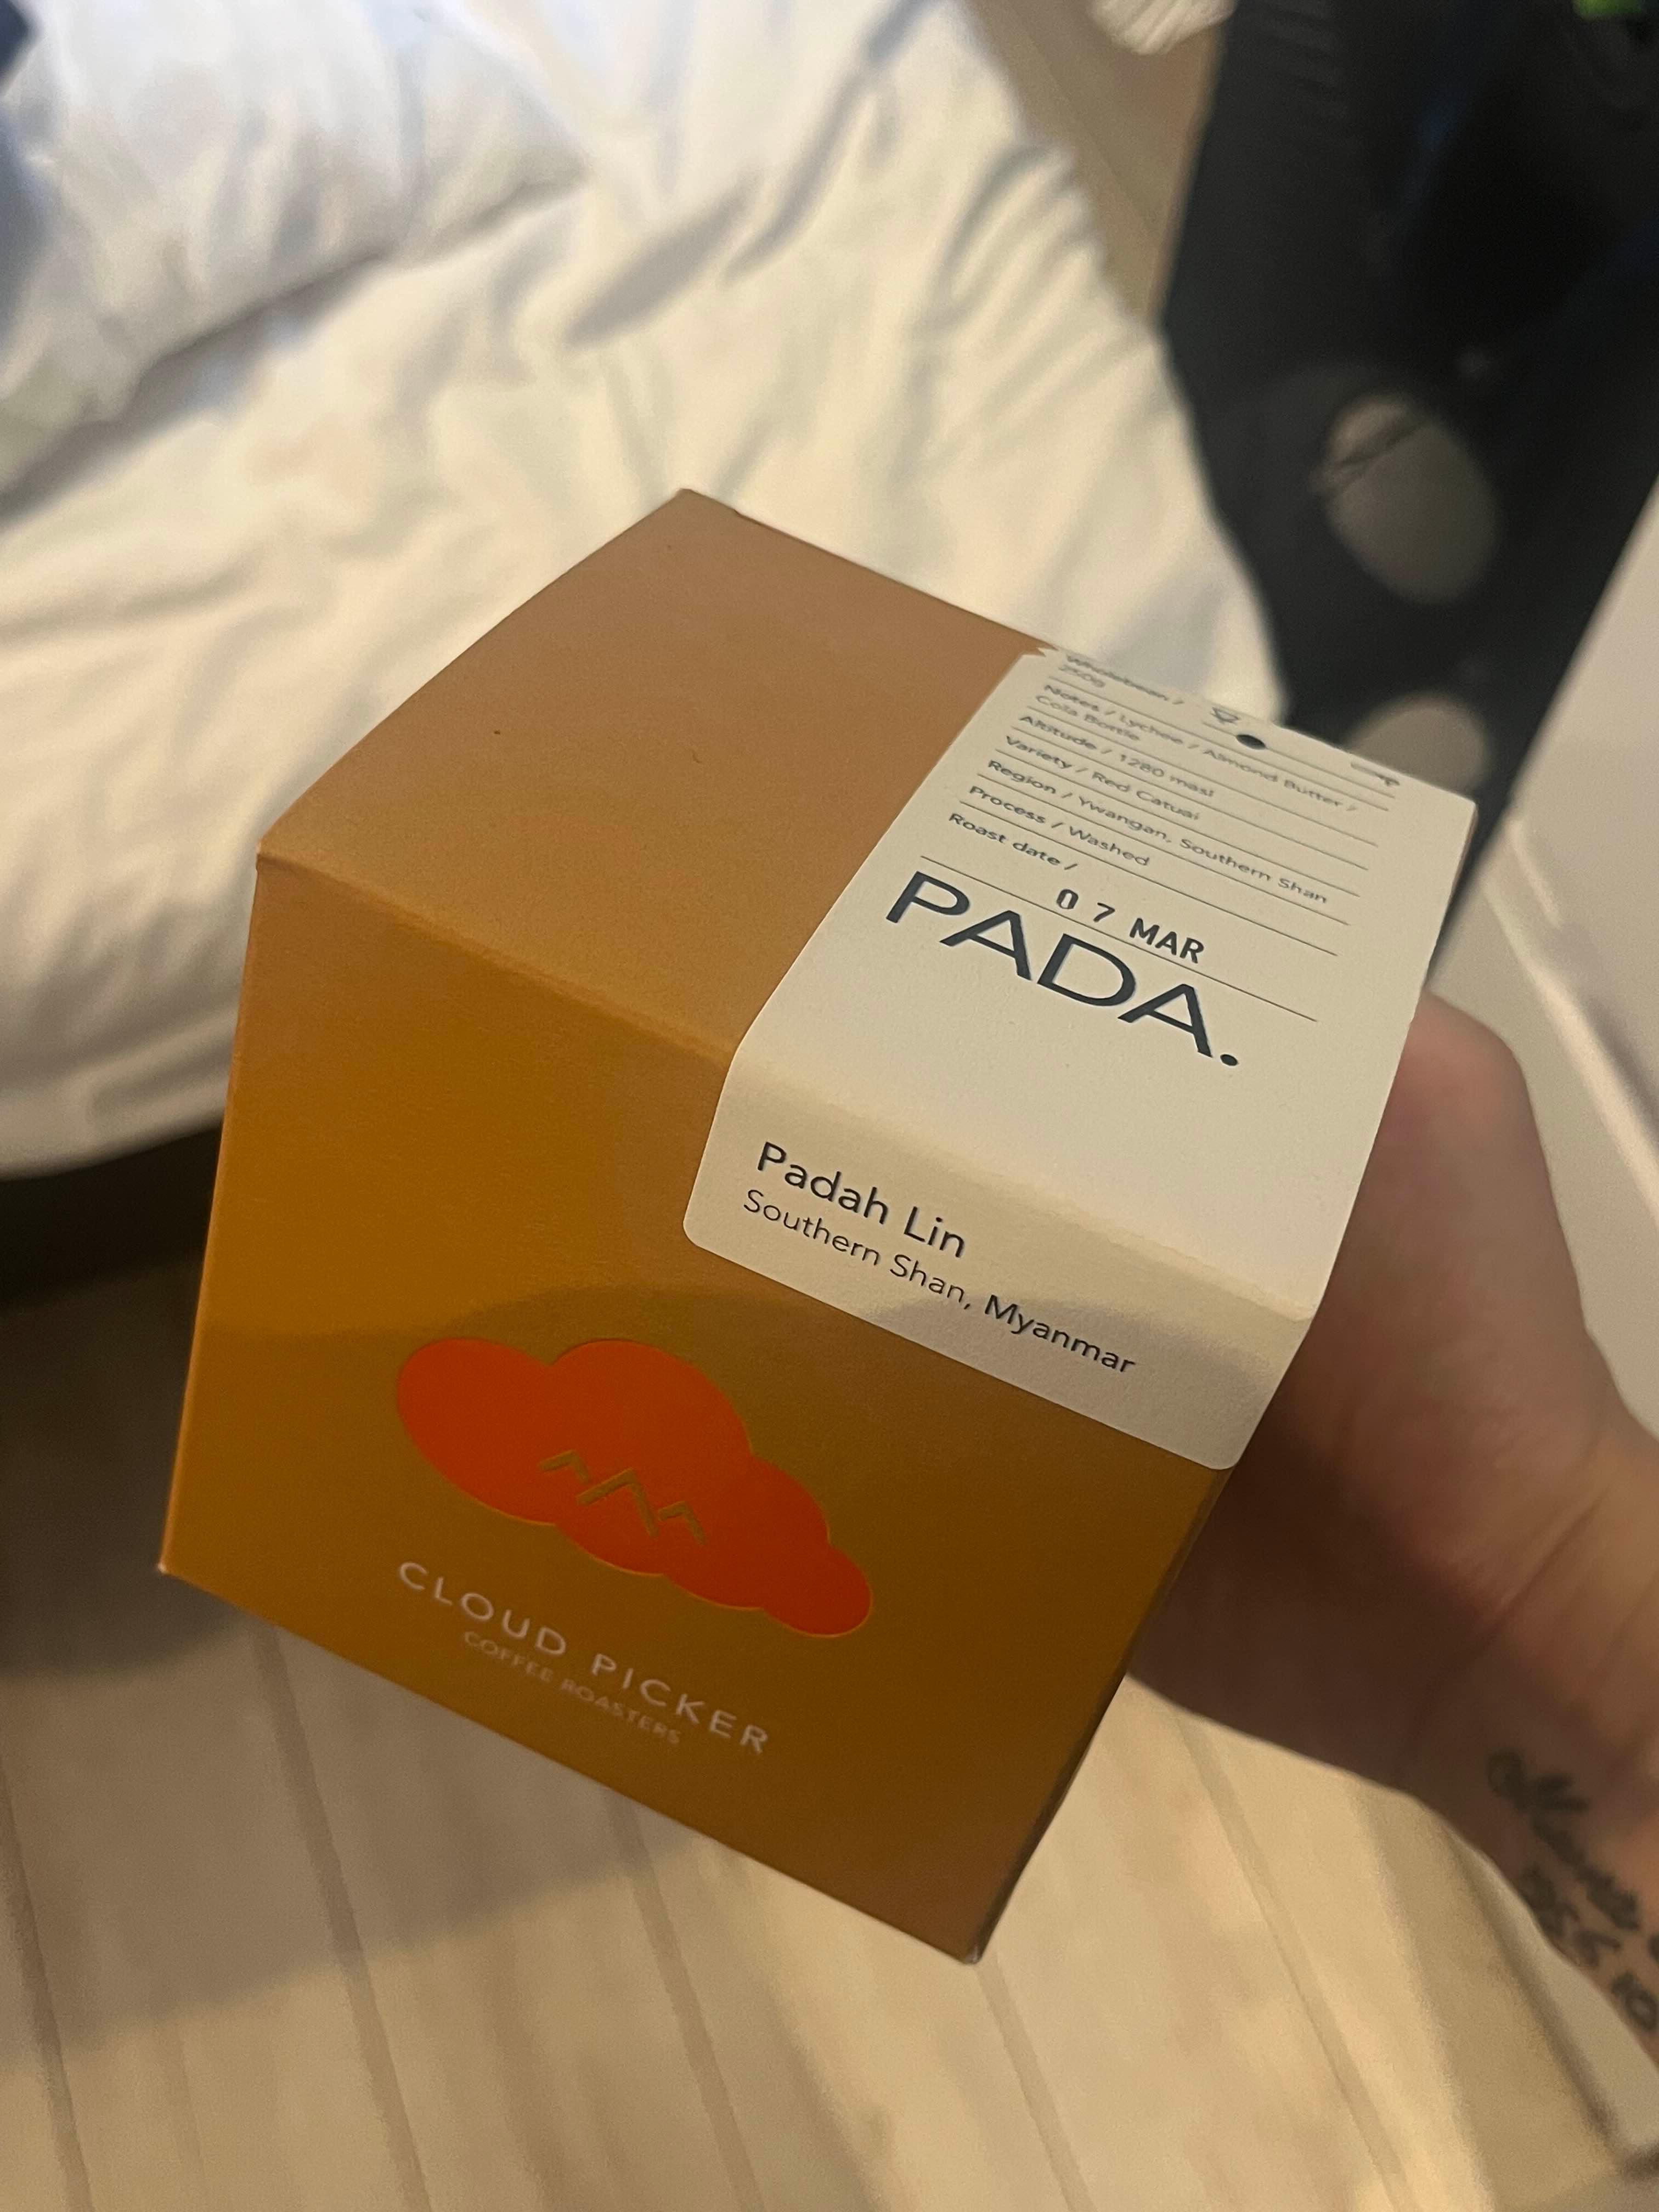 Wholebean /
250g
Notes / Lychee / Almond Butter /
Cola Bottle
Altitude / 1280 masl
Variety / Red Catuai
Region / Ywangan, Southern Shan
Process / Washed
Roast date /
07 MAR
PADA.
Padah Lin
Southern Shan, Myanmar
CLOUD PICKER
COFFEE ROASTERS